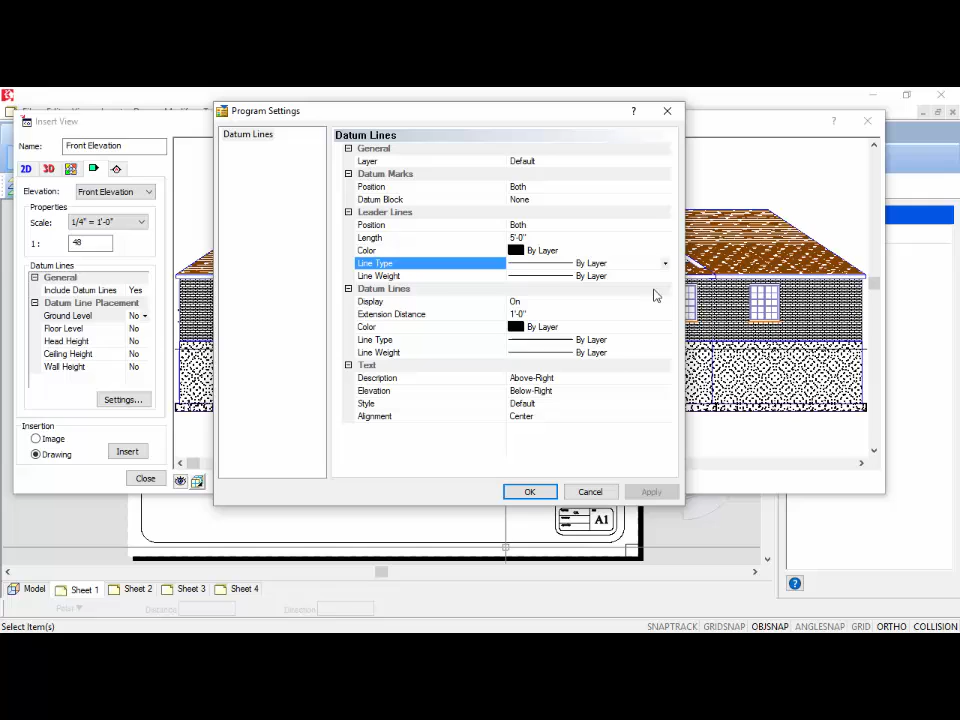 Program Settings
?
Insert View
?
Name:
Front Elevation
2D
3D
Elevation:
Front Elevation
Properties
Scale:
1/4" = 1'-0"
1 :
48
Datum Lines
General
Include Datum Lines Yes
Datum Line Placement
Ground Level No
Floor Level No
Head Height No
Ceiling Height No
Wall Height No
Settings...
Insertion
Image
Drawing
Insert
Close
Datum Lines
Datum Lines
General
Layer Default
Datum Marks
Position Both
Datum Block None
Leader Lines
Position Both
Length 5'-0"
Color By Layer
Line Type By Layer
Line Weight By Layer
Datum Lines
Display On
Extension Distance 1'-0"
Color By Layer
Line Type By Layer
Line Weight By Layer
Text
Description Above-Right
Elevation Below-Right
Style Default
Alignment Center
OK
Cancel
Apply
A1
Model
Sheet 1
Sheet 2
Sheet 3
Sheet 4
?
Point
Distance
Direction
Select Item(s)
SNAPTRACK GRIDSNAP OBJSNAP ANGLESNAP GRID ORTHO COLLISION